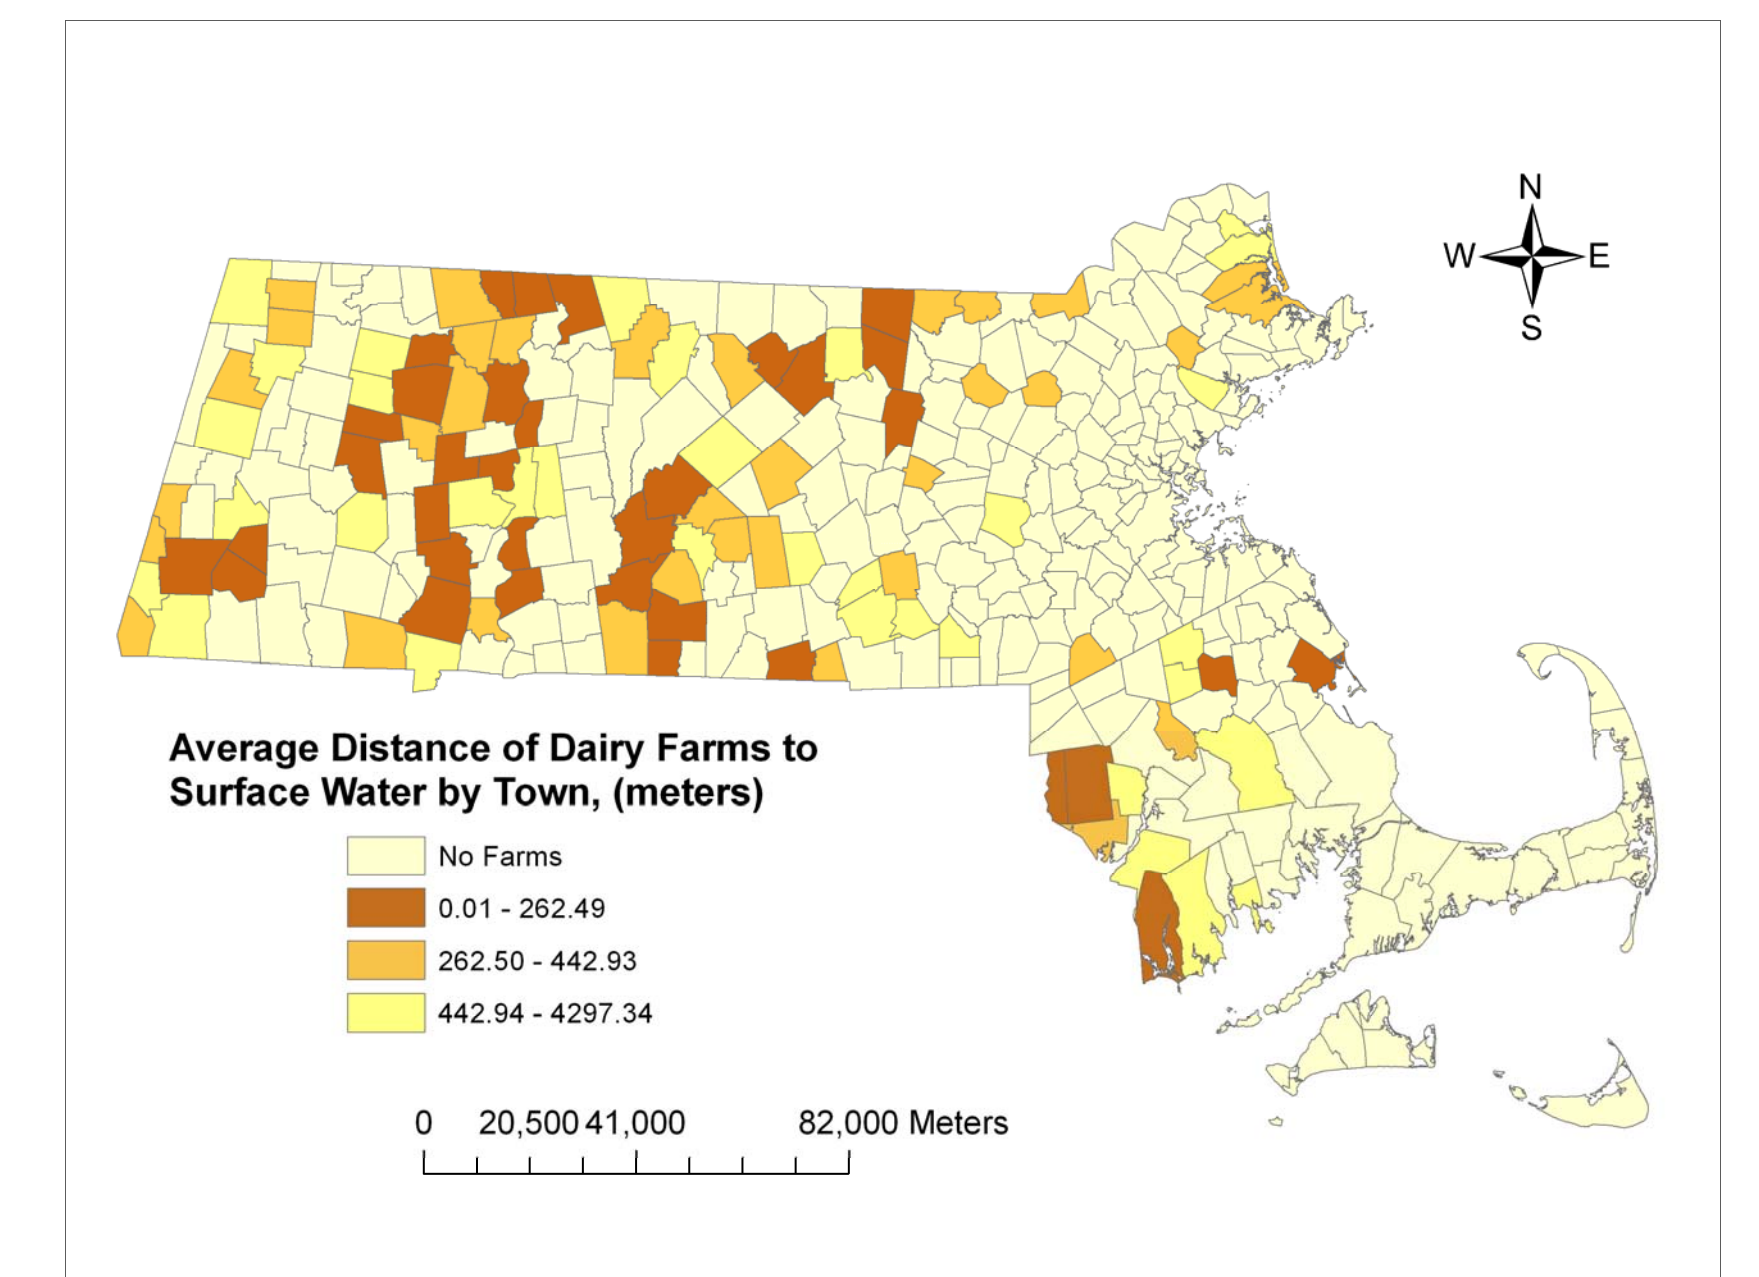 N
W E
S
Average Distance of Dairy Farms to
Surface Water by Town, (meters)
No Farms
0.01 - 262.49
262.50 - 442.93
442.94 - 4297.34
0 20,500 41,000 82,000 Meters